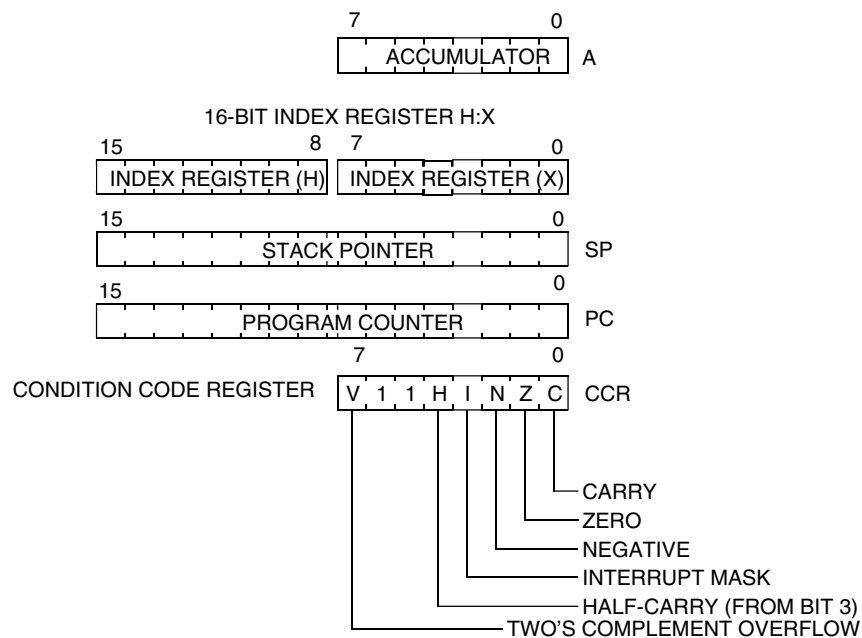 7 0
ACCUMULATOR A
16-BIT INDEX REGISTER H:X
15 8 7 0
INDEX REGISTER (H) INDEX REGISTER (X)
15 0
STACK POINTER SP
15 0
PROGRAM COUNTER PC
7 0
CONDITION CODE REGISTER V 1 1 H I N Z C CCR
CARRY
ZERO
NEGATIVE
INTERRUPT MASK
HALF-CARRY (FROM BIT 3)
TWO'S COMPLEMENT OVERFLOW